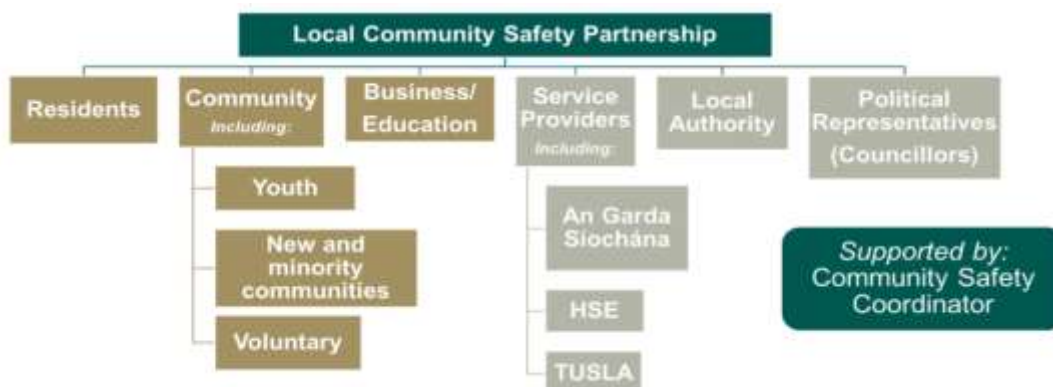 Local Community Safety Partnership
Residents
Community
Including:
Business/
Education
Service
Providers
Including:
Local
Authority
Political
Representatives
(Councillors)
Youth
New and
minority
communities
Voluntary
An Garda
Síochána
HSE
TUSLA
Supported by:
Community Safety
Coordinator